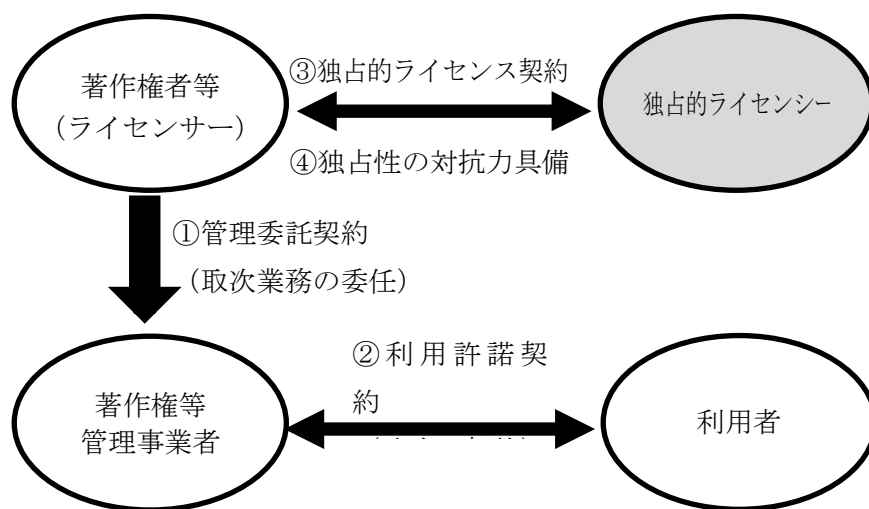 著作権者等
（ライセンサー）
③独占的ライセンス契約
独占的ライセンシー
④独占性の対抗力具備
①管理委託契約
（取次業務の委任）
②利用許諾契
約
著作権等
管理事業者
利用者